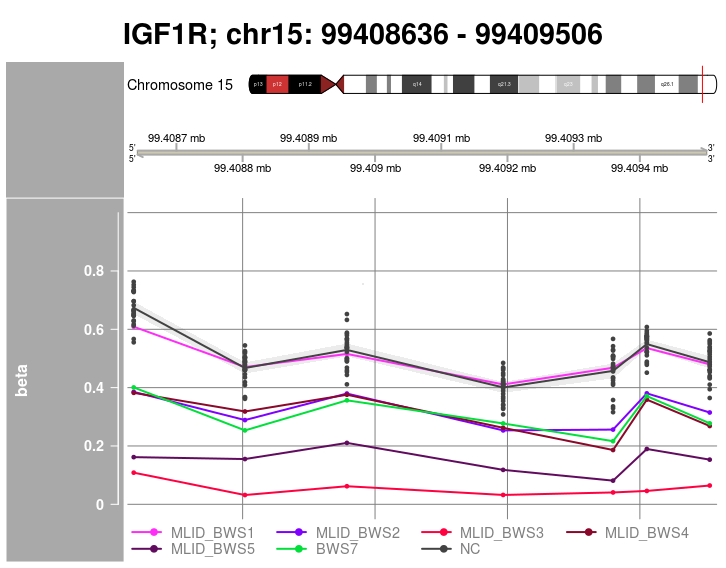 IGF1R; chr15: 99408636 - 99409506
Chromosome 15
p13 p12 p11.2 q14 q21.3 q23 q26.1
99.4087 mb 99.4089 mb 99.4091 mb 99.4093 mb
5' 3'
5' 3'
99.4088 mb 99.409 mb 99.4092 mb 99.4094 mb
beta
0.8
0.6
0.4
0.2
0
MLID_BWS1 MLID_BWS2 MLID_BWS3 MLID_BWS4
MLID_BWS5 BWS7 NC